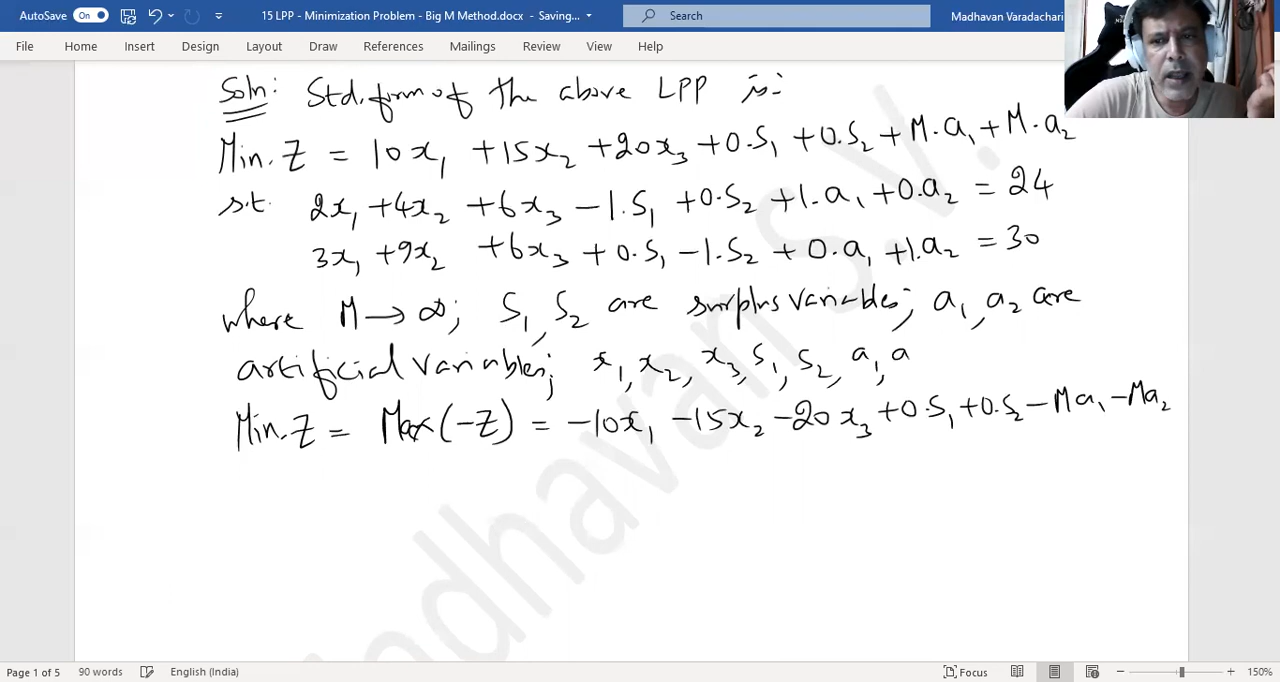 AutoSave On 15 LPP - Minimization Problem - Big M Method.docx - Saving... Search Madhavan Varadachari
File Home Insert Design Layout Draw References Mailings Review View Help
Soln: Std. form of the above LPP is:
Min. Z = 10x₁ + 15x₂ + 20x₃ + 0.S₁ + 0.S₂ + M.a₁ + M.a₂
s.t. 2x₁ + 4x₂ + 6x₃ - 1.S₁ + 0.S₂ + 1.a₁ + 0.a₂ = 24
3x₁ + 9x₂ + 6x₃ + 0.S₁ - 1.S₂ + 0.a₁ + 1.a₂ = 30
where M → ∞; S₁, S₂ are surplus variables; a₁, a₂ are
artificial variables; x₁, x₂, x₃, S₁, S₂, a₁, a
Min. Z = Max(-Z) = -10x₁ - 15x₂ - 20x₃ + 0.S₁ + 0.S₂ - Ma₁ - Ma₂
adhavan S.V.
Page 1 of 5 90 words English (India) Focus 150%